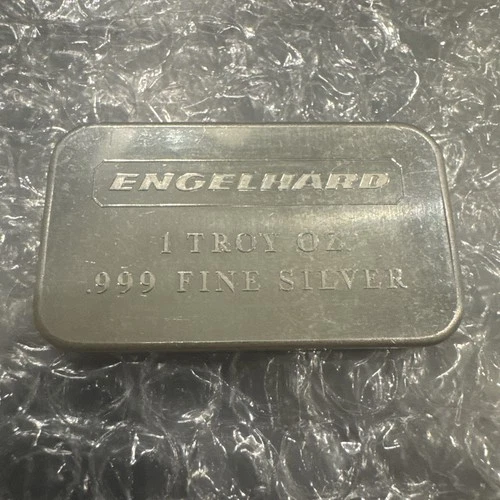 ENGELHARD
1 TROY OZ.
.999 FINE SILVER